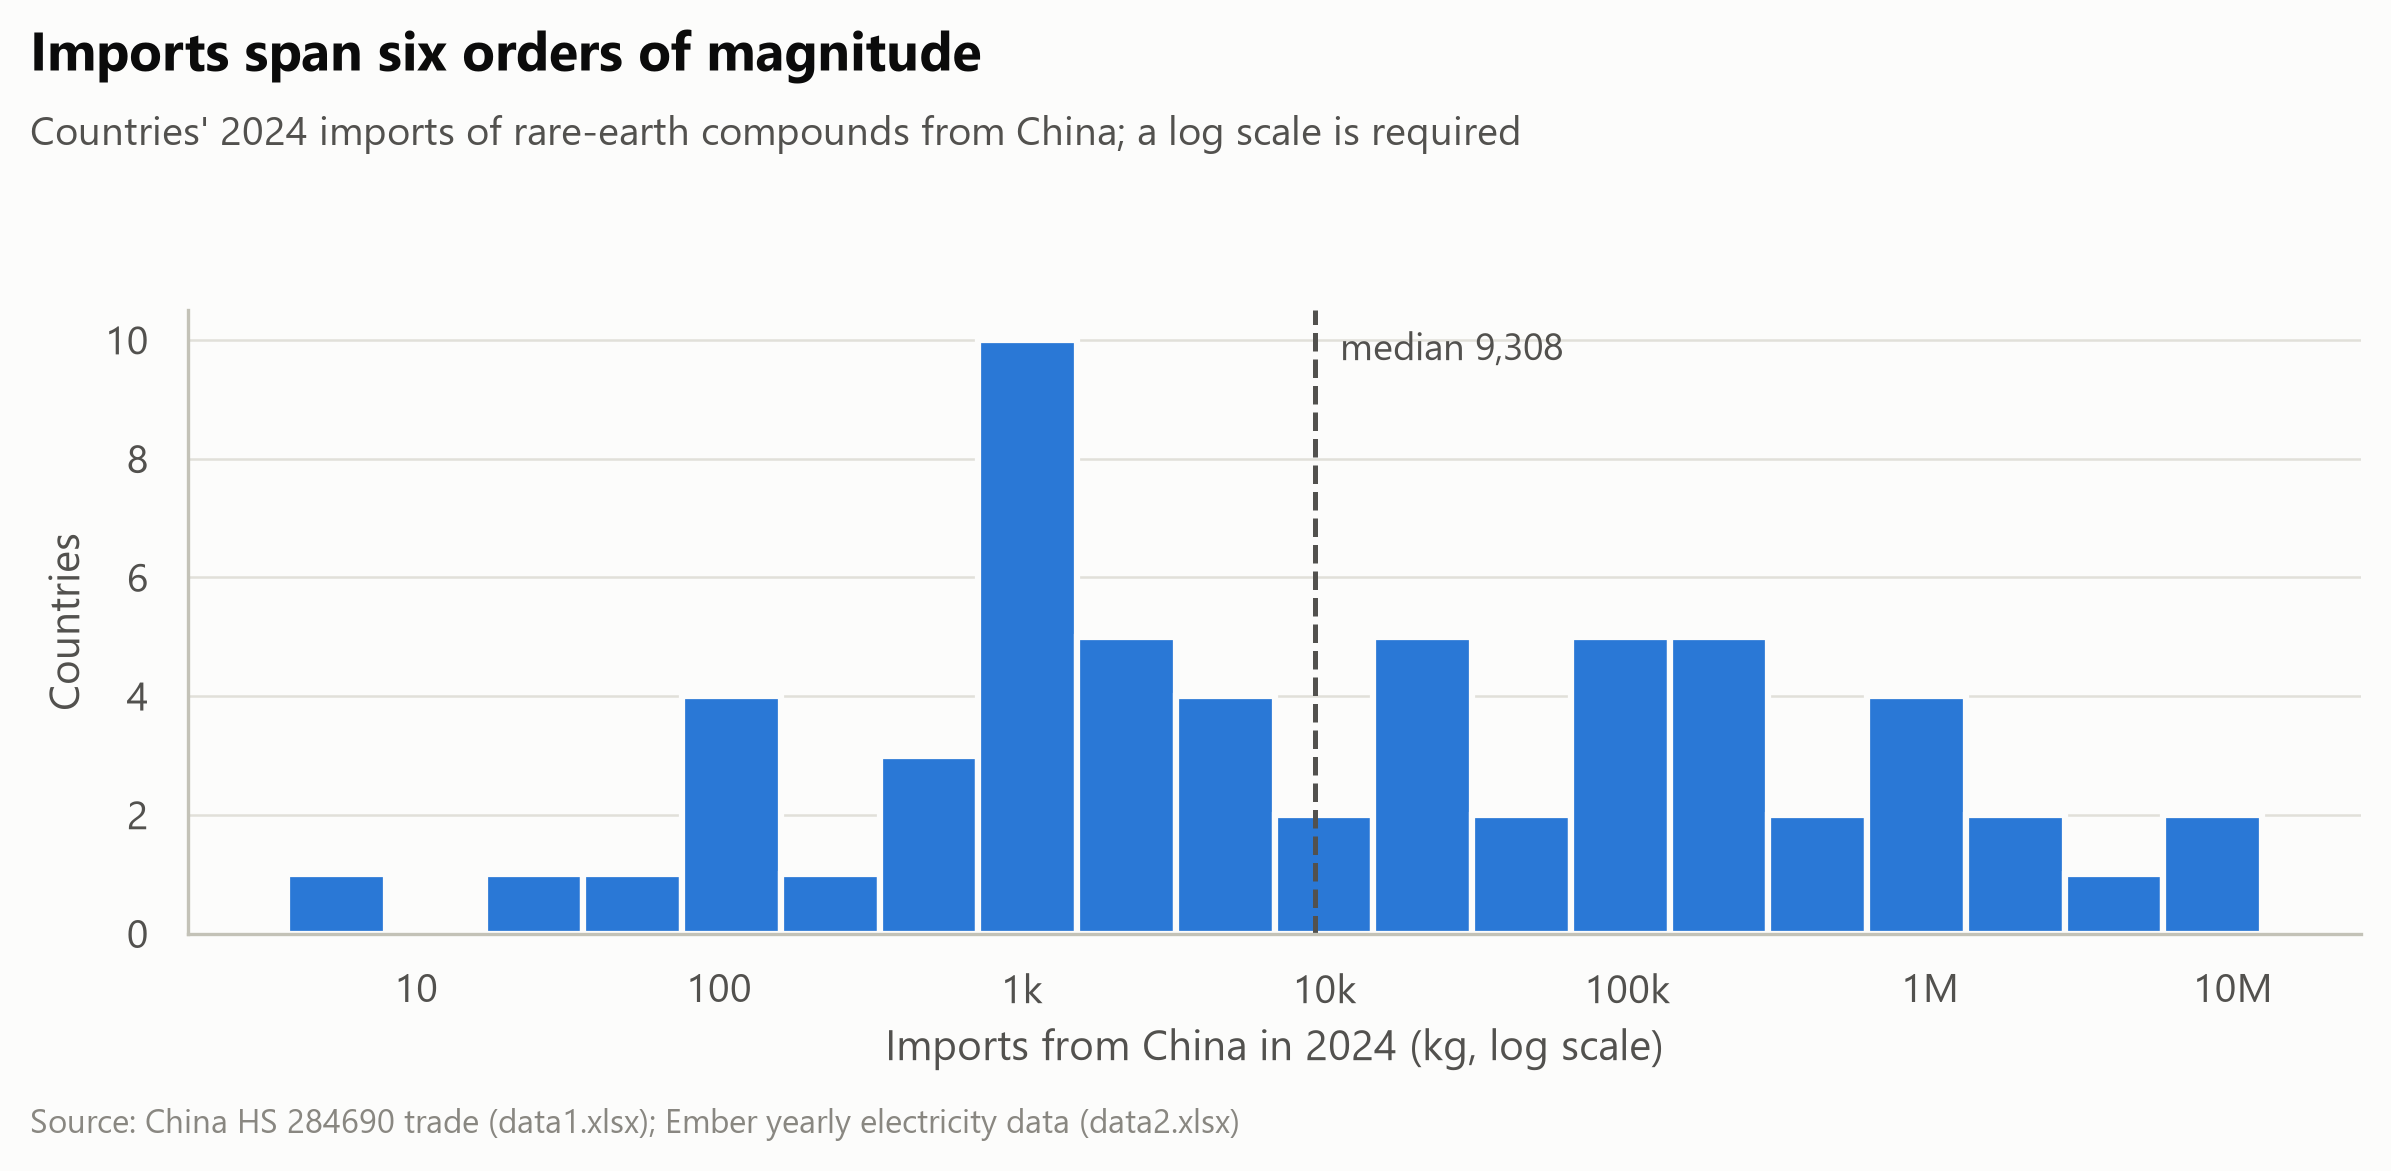 Imports span six orders of magnitude
Countries' 2024 imports of rare-earth compounds from China; a log scale is required
10
median 9,308
8
6
4
2
0
Countries
10 100 1k 10k 100k 1M 10M
Imports from China in 2024 (kg, log scale)
Source: China HS 284690 trade (data1.xlsx); Ember yearly electricity data (data2.xlsx)